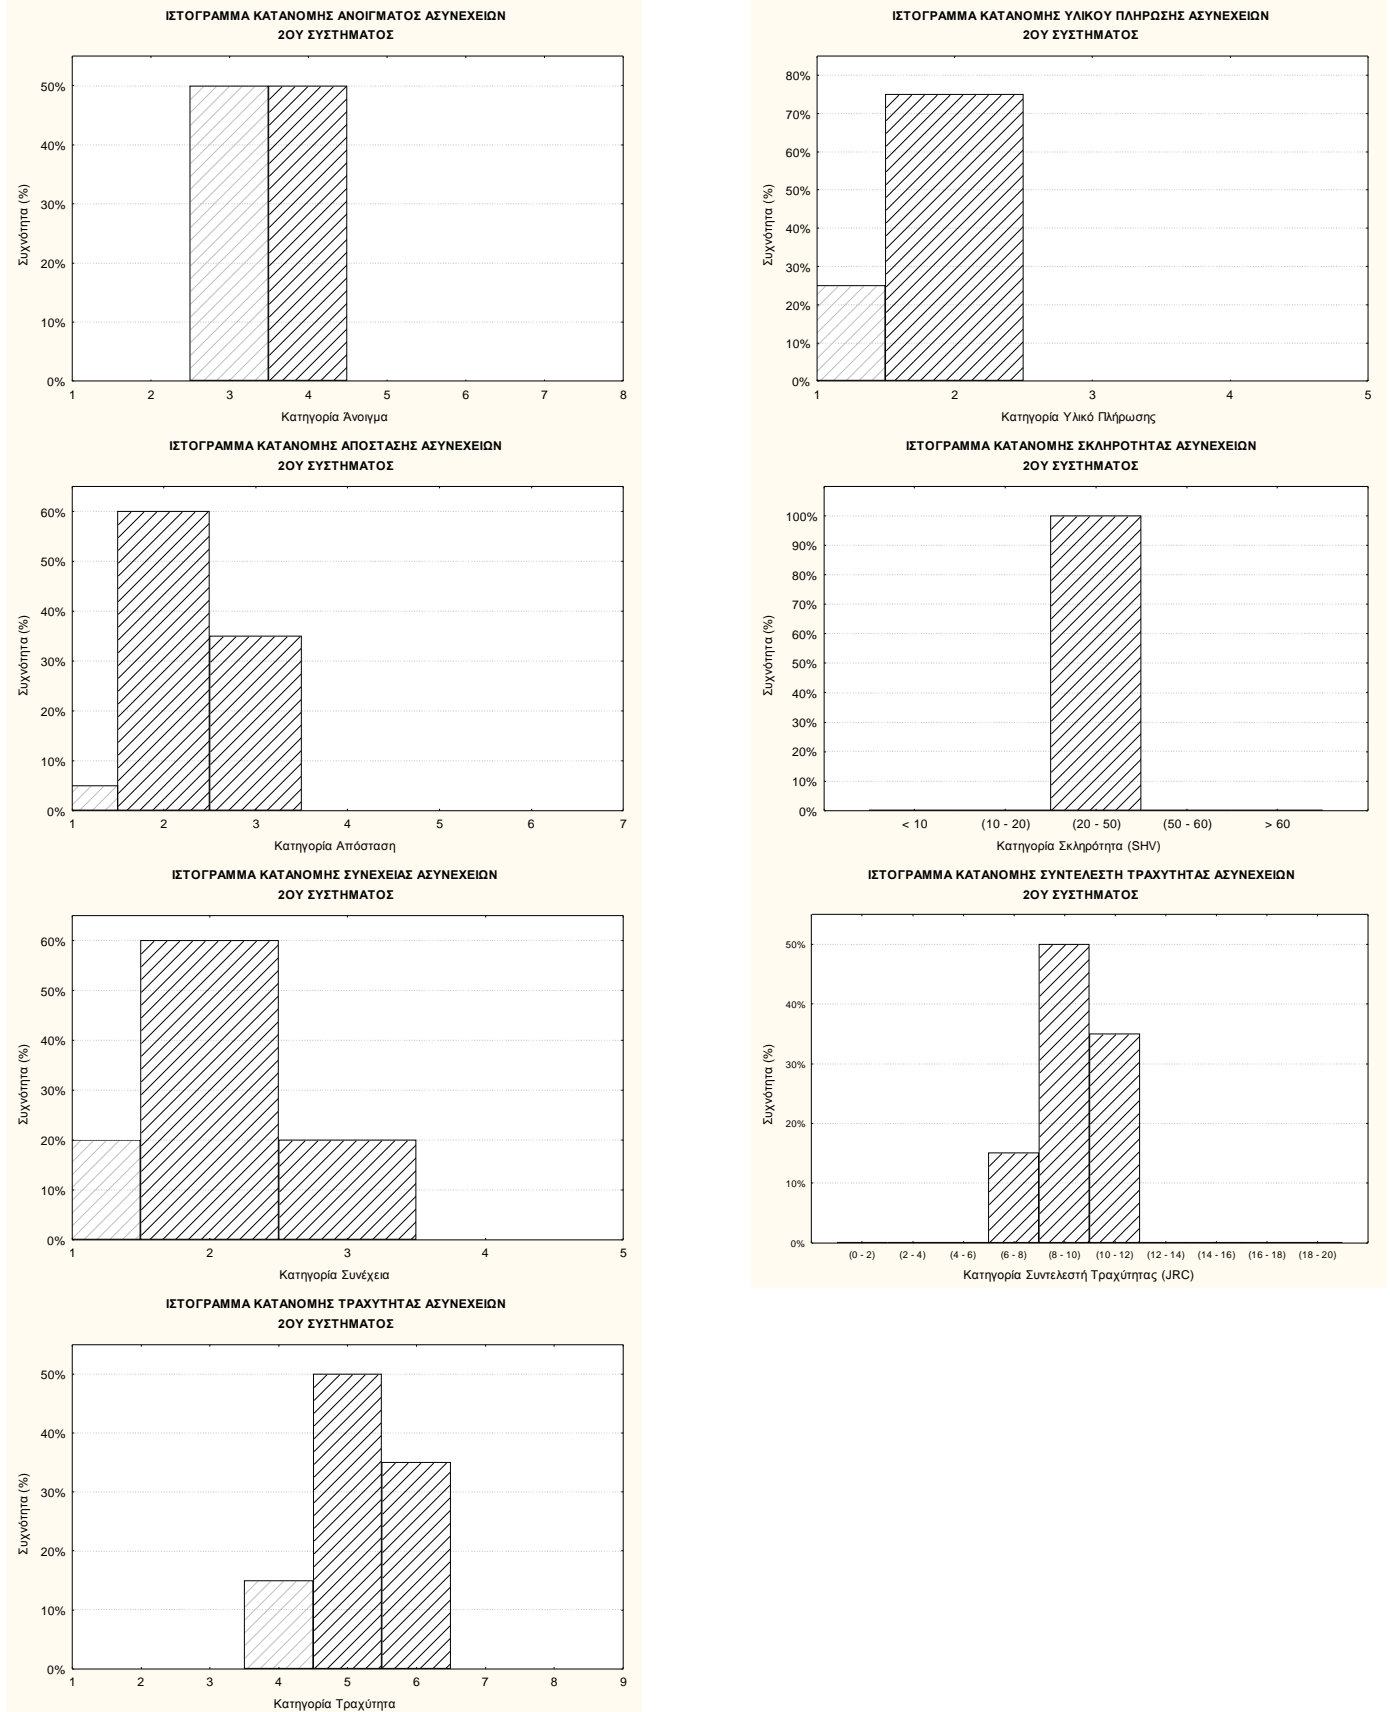 ΙΣΤΟΓΡΑΜΜΑ ΚΑΤΑΝΟΜΗΣ ΑΝΟΙΓΜΑΤΟΣ ΑΣΥΝΕΧΕΙΩΝ
2ΟΥ ΣΥΣΤΗΜΑΤΟΣ
Συχνότητα (%)
50%
40%
30%
20%
10%
0%
1 2 3 4 5 6 7 8
Κατηγορία Άνοιγμα
ΙΣΤΟΓΡΑΜΜΑ ΚΑΤΑΝΟΜΗΣ ΥΛΙΚΟΥ ΠΛΗΡΩΣΗΣ ΑΣΥΝΕΧΕΙΩΝ
2ΟΥ ΣΥΣΤΗΜΑΤΟΣ
Συχνότητα (%)
80%
70%
60%
50%
40%
30%
20%
10%
0%
1 2 3 4 5
Κατηγορία Υλικό Πλήρωσης
ΙΣΤΟΓΡΑΜΜΑ ΚΑΤΑΝΟΜΗΣ ΑΠΟΣΤΑΣΗΣ ΑΣΥΝΕΧΕΙΩΝ
2ΟΥ ΣΥΣΤΗΜΑΤΟΣ
Συχνότητα (%)
60%
50%
40%
30%
20%
10%
0%
1 2 3 4 5 6 7
Κατηγορία Απόσταση
ΙΣΤΟΓΡΑΜΜΑ ΚΑΤΑΝΟΜΗΣ ΣΚΛΗΡΟΤΗΤΑΣ ΑΣΥΝΕΧΕΙΩΝ
2ΟΥ ΣΥΣΤΗΜΑΤΟΣ
Συχνότητα (%)
100%
90%
80%
70%
60%
50%
40%
30%
20%
10%
0%
< 10 (10 - 20) (20 - 50) (50 - 60) > 60
Κατηγορία Σκληρότητα (SHV)
ΙΣΤΟΓΡΑΜΜΑ ΚΑΤΑΝΟΜΗΣ ΣΥΝΕΧΕΙΑΣ ΑΣΥΝΕΧΕΙΩΝ
2ΟΥ ΣΥΣΤΗΜΑΤΟΣ
Συχνότητα (%)
60%
50%
40%
30%
20%
10%
0%
1 2 3 4 5
Κατηγορία Συνέχεια
ΙΣΤΟΓΡΑΜΜΑ ΚΑΤΑΝΟΜΗΣ ΣΥΝΤΕΛΕΣΤΗ ΤΡΑΧΥΤΗΤΑΣ ΑΣΥΝΕΧΕΙΩΝ
2ΟΥ ΣΥΣΤΗΜΑΤΟΣ
Συχνότητα (%)
50%
40%
30%
20%
10%
0%
(0 - 2) (2 - 4) (4 - 6) (6 - 8) (8 - 10) (10 - 12) (12 - 14) (14 - 16) (16 - 18) (18 - 20)
Κατηγορία Συντελεστή Τραχύτητας (JRC)
ΙΣΤΟΓΡΑΜΜΑ ΚΑΤΑΝΟΜΗΣ ΤΡΑΧΥΤΗΤΑΣ ΑΣΥΝΕΧΕΙΩΝ
2ΟΥ ΣΥΣΤΗΜΑΤΟΣ
Συχνότητα (%)
50%
40%
30%
20%
10%
0%
1 2 3 4 5 6 7 8 9
Κατηγορία Τραχύτητα